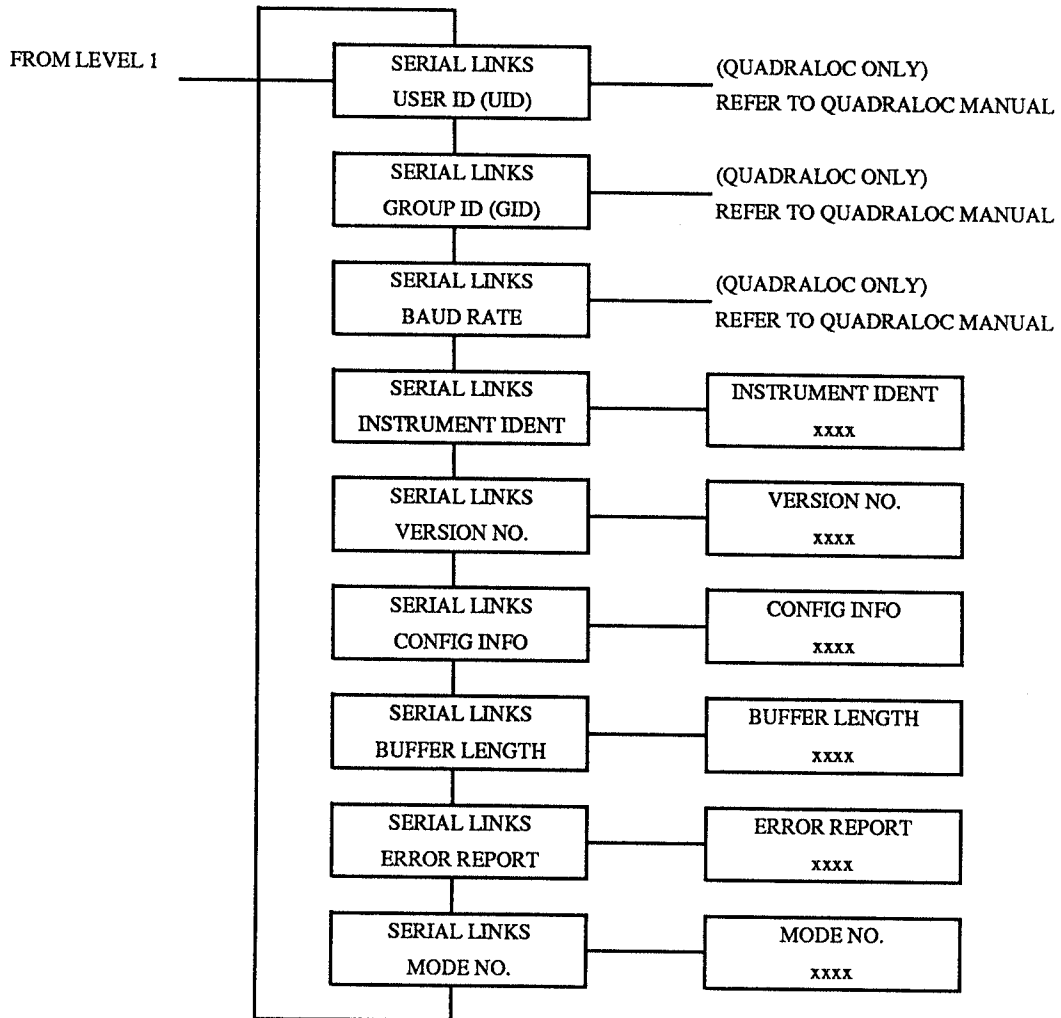 FROM LEVEL 1
SERIAL LINKS
USER ID (UID)
(QUADRALOC ONLY)
REFER TO QUADRALOC MANUAL
SERIAL LINKS
GROUP ID (GID)
(QUADRALOC ONLY)
REFER TO QUADRALOC MANUAL
SERIAL LINKS
BAUD RATE
(QUADRALOC ONLY)
REFER TO QUADRALOC MANUAL
SERIAL LINKS
INSTRUMENT IDENT
INSTRUMENT IDENT
xxxx
SERIAL LINKS
VERSION NO.
VERSION NO.
xxxx
SERIAL LINKS
CONFIG INFO
CONFIG INFO
xxxx
SERIAL LINKS
BUFFER LENGTH
BUFFER LENGTH
xxxx
SERIAL LINKS
ERROR REPORT
ERROR REPORT
xxxx
SERIAL LINKS
MODE NO.
MODE NO.
xxxx